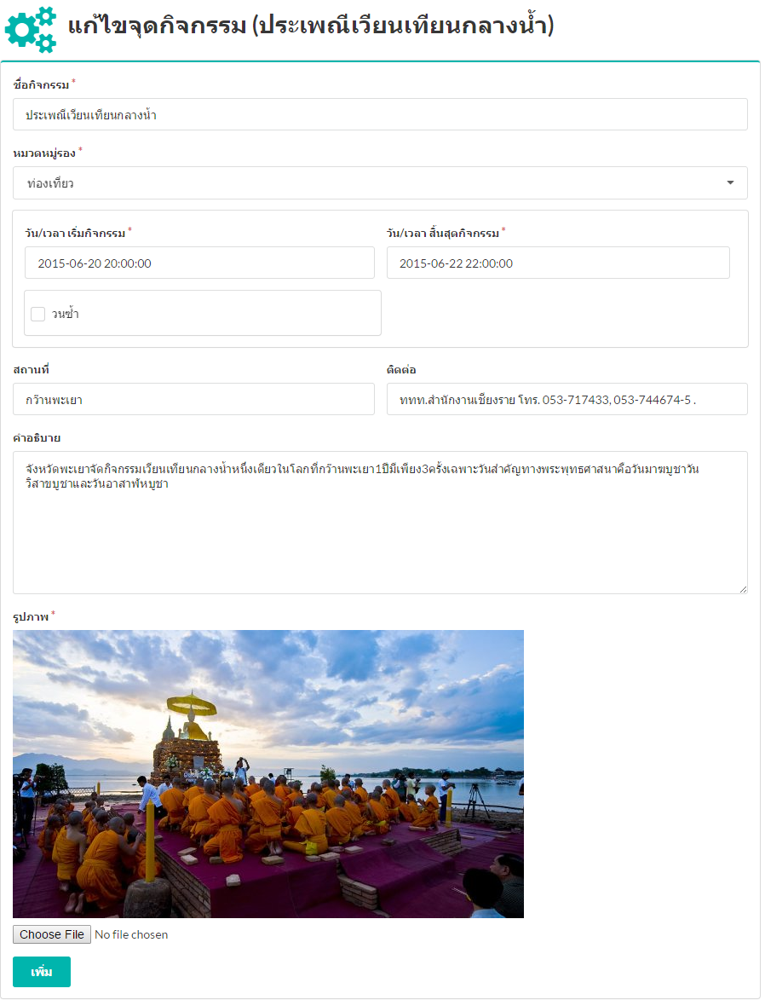 แก้ไขจุดกิจกรรม (ประเพณีเวียนเทียนกลางน้ำ)
ชื่อกิจกรรม *
ประเพณีเวียนเทียนกลางน้ำ
หมวดหมู่รอง *
ท่องเที่ยว
วัน/เวลา เริ่มกิจกรรม * วัน/เวลา สิ้นสุดกิจกรรม *
2015-06-20 20:00:00 2015-06-22 22:00:00
วนซ้ำ
สถานที่ ติดต่อ
กว๊านพะเยา ททท.สำนักงานเชียงราย โทร. 053-717433, 053-744674-5 .
คำอธิบาย
จังหวัดพะเยาจัดกิจกรรมเวียนเทียนกลางน้ำหนึ่งเดียวในโลกที่กว๊านพะเยา1ปีมีเพียง3ครั้งเฉพาะวันสำคัญทางพระพุทธศาสนาคือวันมาฆบูชาวัน
วิสาขบูชาและวันอาสาฬหบูชา
รูปภาพ *
Choose File No file chosen
เพิ่ม